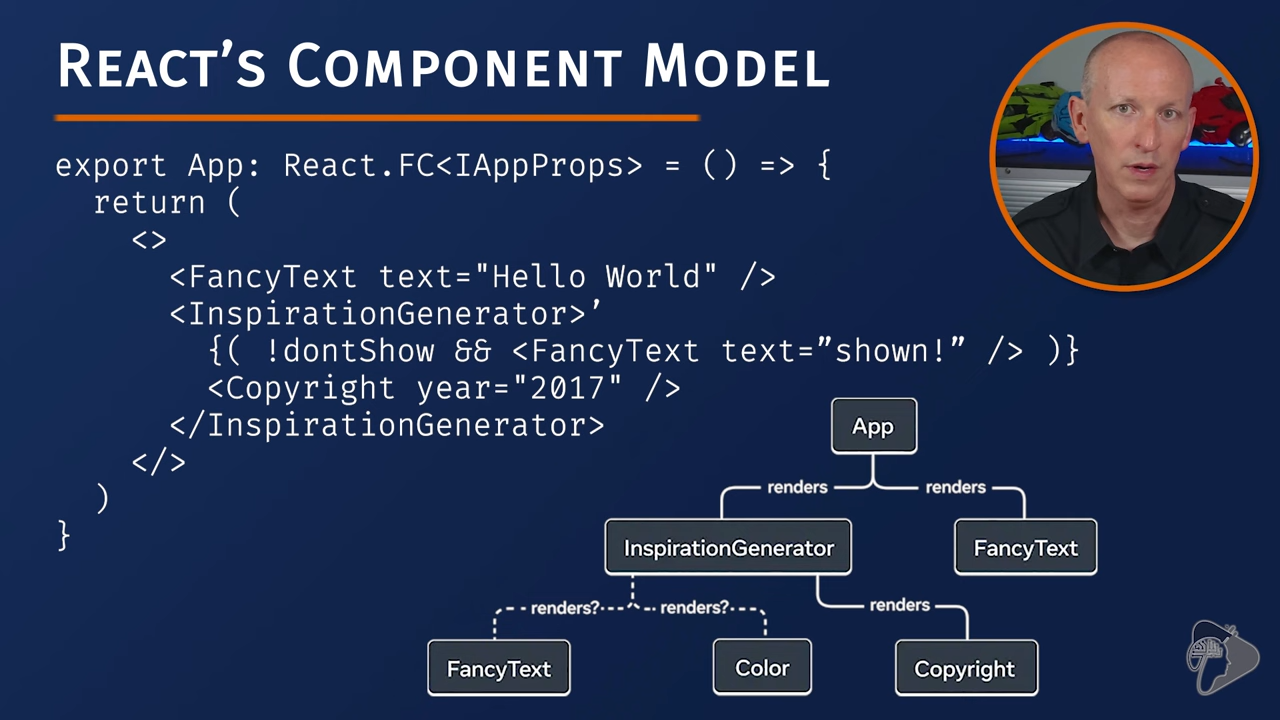 React's Component Model
export App: React.FC<IAppProps> = () => {
return (
<>
<FancyText text="Hello World" />
<InspirationGenerator>’
{( !dontShow && <FancyText text=”shown!” /> )}
<Copyright year="2017" />
</InspirationGenerator>
</>
)
}
App
renders renders
InspirationGenerator FancyText
renders? renders? renders
FancyText Color Copyright